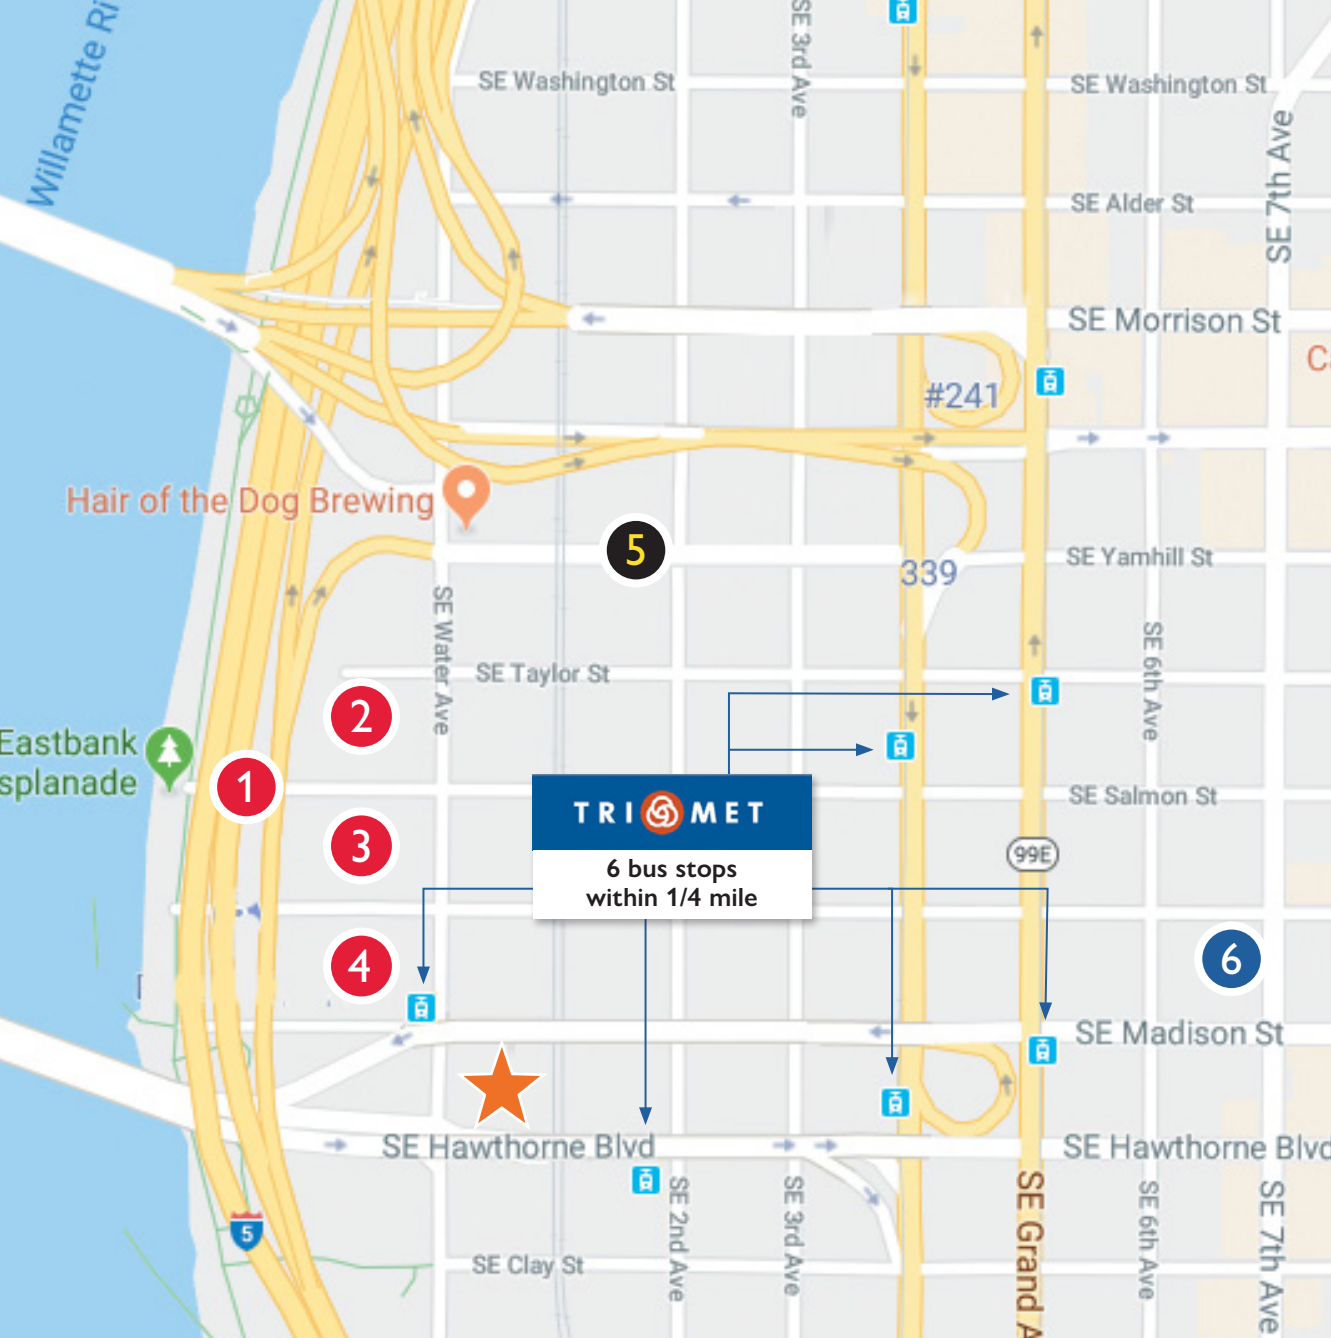 Willamette Ri
SE 3rd Ave
SE Washington St
SE Washington St
SE 7th Ave
SE Alder St
SE Morrison St
Ca
#241
Hair of the Dog Brewing
5
SE Yamhill St
339
SE Water Ave
SE 6th Ave
SE Taylor St
2
Eastbank
splanade
1
SE Salmon St
TRI MET
6 bus stops
within 1/4 mile
3
99E
4
6
SE Madison St
SE Hawthorne Blvd
SE Hawthorne Blvd
SE 2nd Ave
SE 3rd Ave
SE Grand A
SE 6th Ave
SE 7th Ave
5
SE Clay St